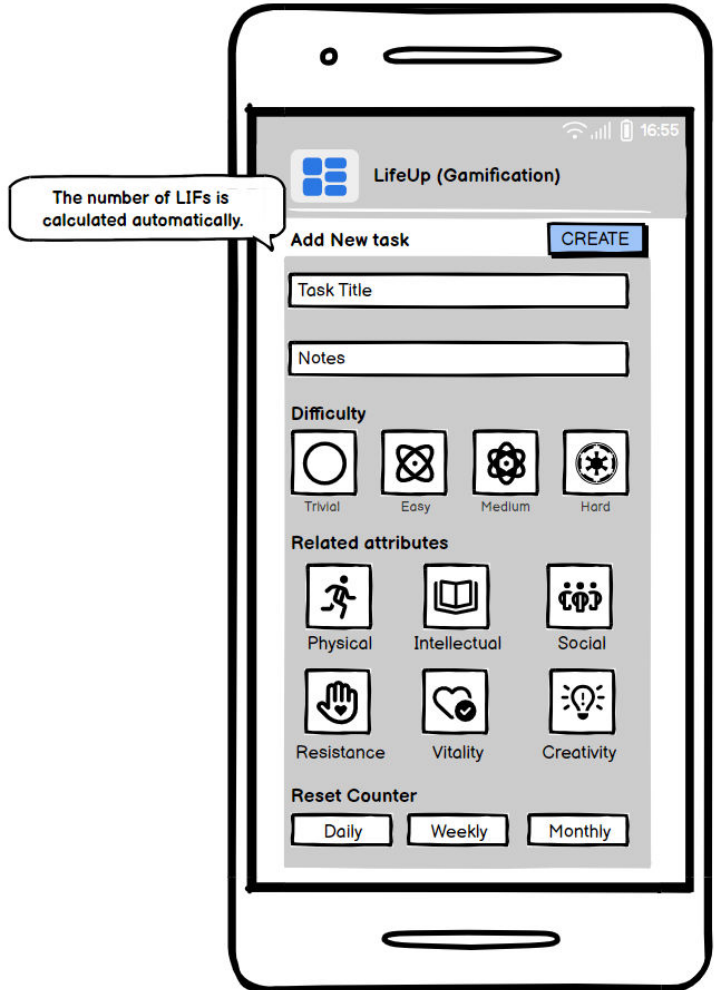 16:55
LifeUp (Gamification)
The number of LIFs is
calculated automatically.
Add New task
CREATE
Task Title
Notes
Difficulty
Trivial
Easy
Medium
Hard
Related attributes
Physical
Intellectual
Social
Resistance
Vitality
Creativity
Reset Counter
Daily
Weekly
Monthly